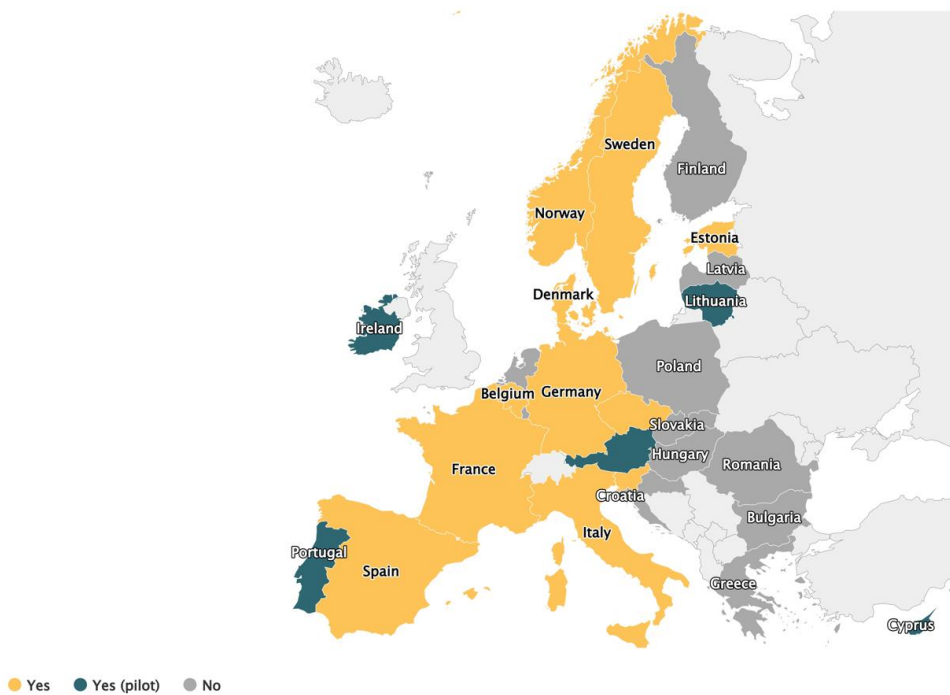 Sweden
Finland
Norway
Estonia
Latvia
Denmark
Lithuania
Ireland
Poland
Belgium
Germany
Slovakia
Hungary
France
Romania
Croatia
Bulgaria
Italy
Portugal
Spain
Greece
Cyprus
Yes
Yes (pilot)
No